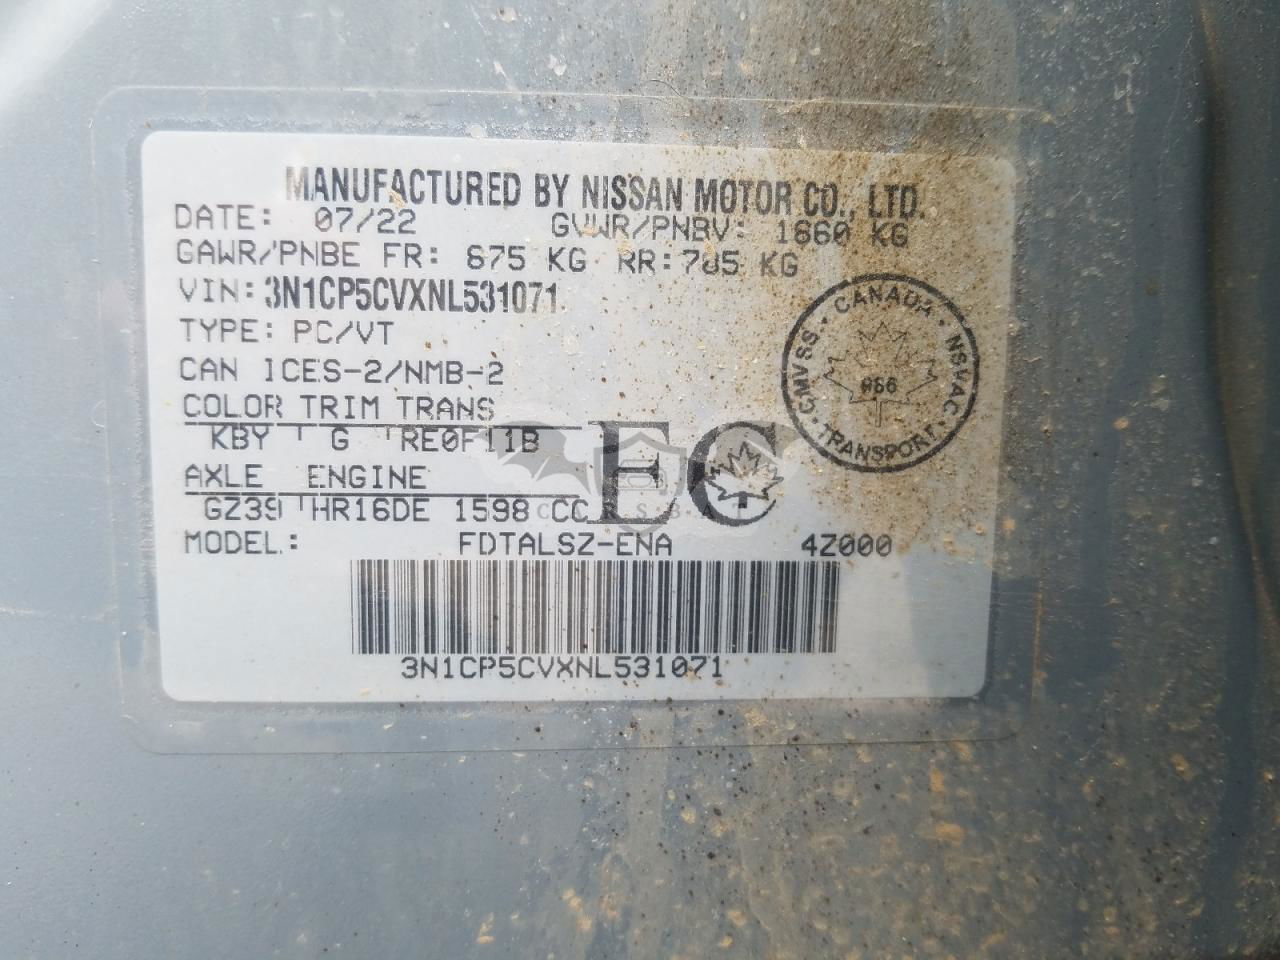 MANUFACTURED BY NISSAN MOTOR CO., LTD.
DATE: 07/22 GVWR/PNBV: 1660 KG
GAWR/PNBE FR: 875 KG RR:785 KG
VIN: 3N1CP5CVXNL531071
TYPE: PC/VT
CAN ICES-2/NMB-2
COLOR TRIM TRANS
KBY G RE0F11B
AXLE ENGINE
GZ39 HR16DE 1598 CC
EC
MODEL: FDTALSZ-ENA 4Z000
3N1CP5CVXNL531071
CANADA · NSVAC · TRANSPORT · CMVSS ·